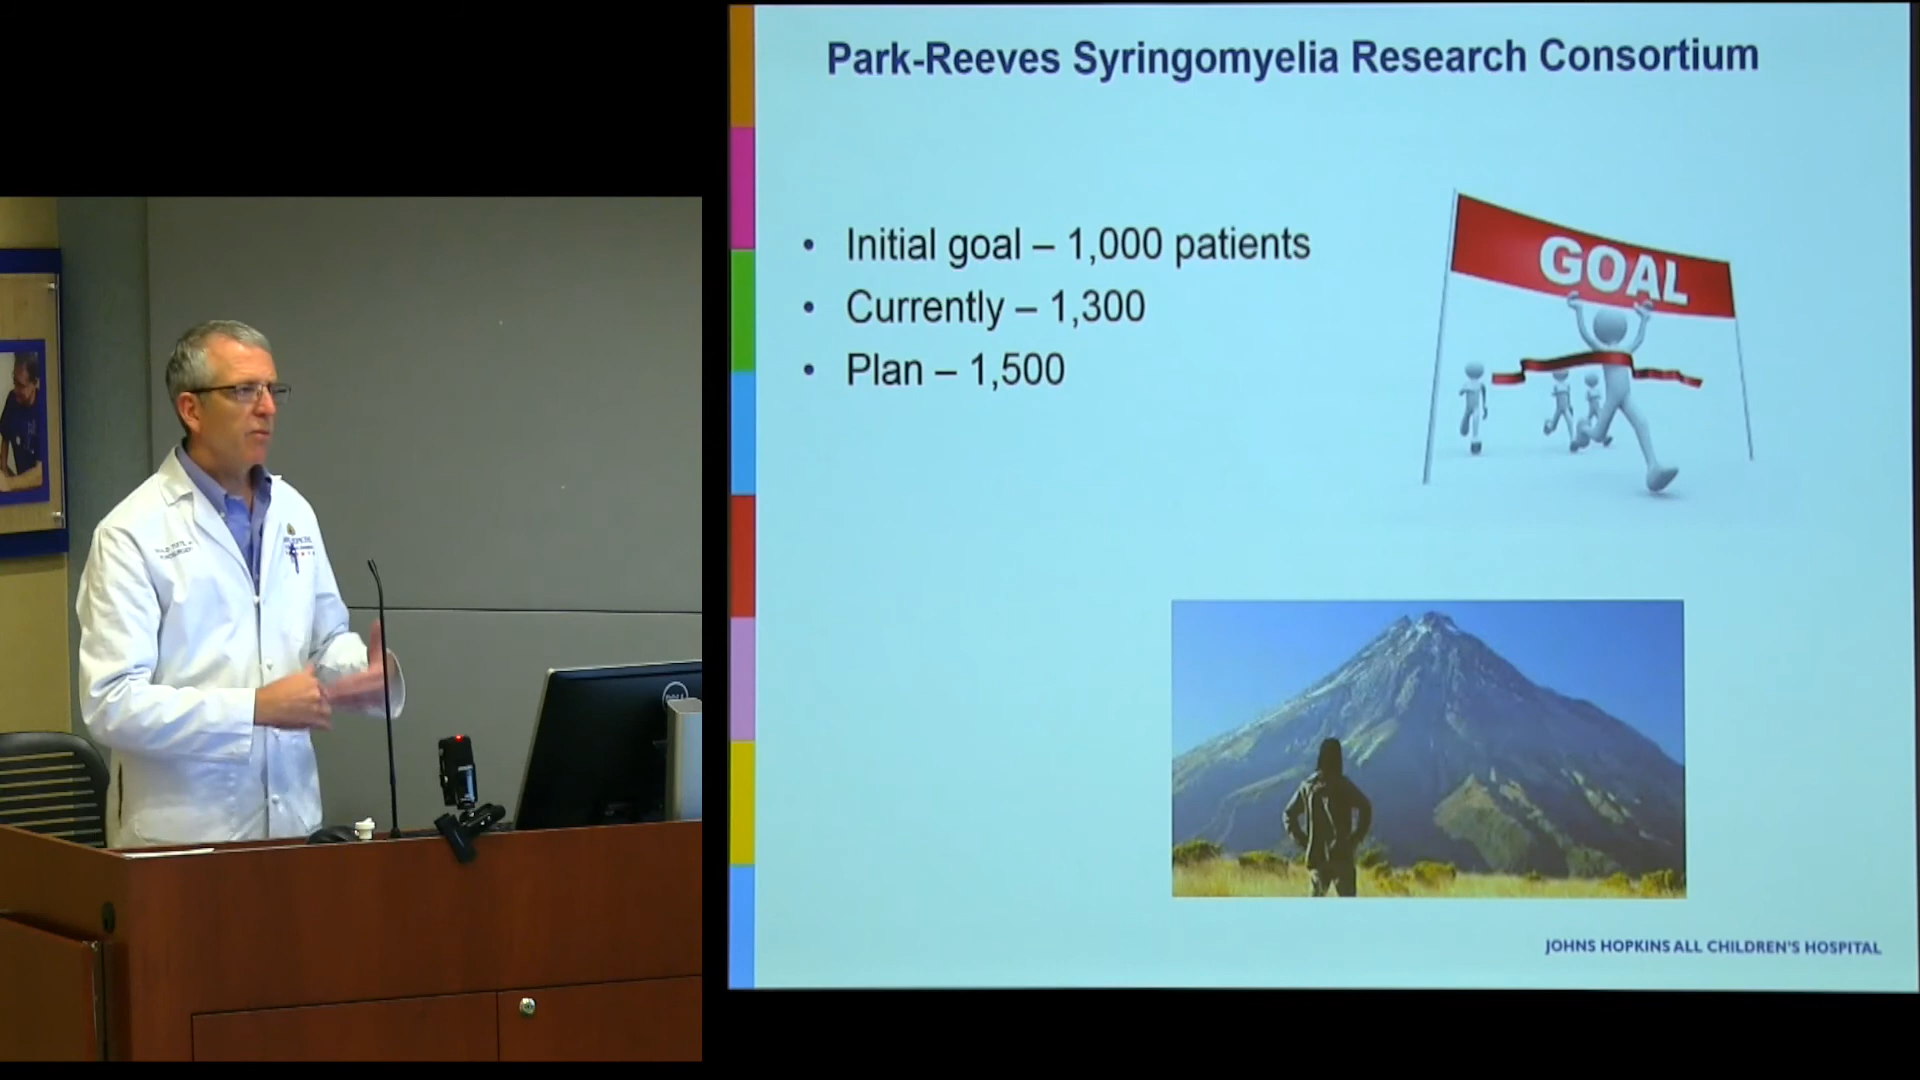 Park-Reeves Syringomyelia Research Consortium
• Initial goal – 1,000 patients
• Currently – 1,300
• Plan – 1,500
GOAL
JOHNS HOPKINS ALL CHILDREN'S HOSPITAL
DELL